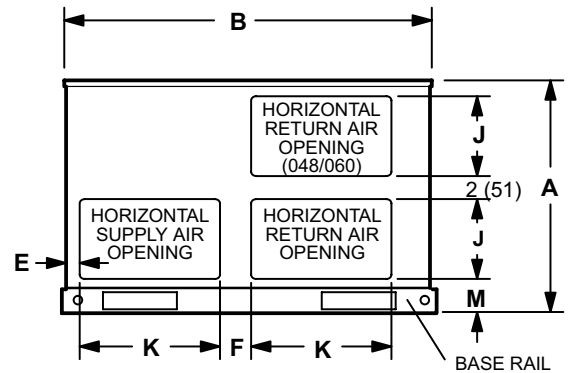 B
HORIZONTAL
RETURN AIR
OPENING
(048/060)
J
2 (51)
A
HORIZONTAL
SUPPLY AIR
OPENING
HORIZONTAL
RETURN AIR
OPENING
J
E
M
K
F
K
BASE RAIL